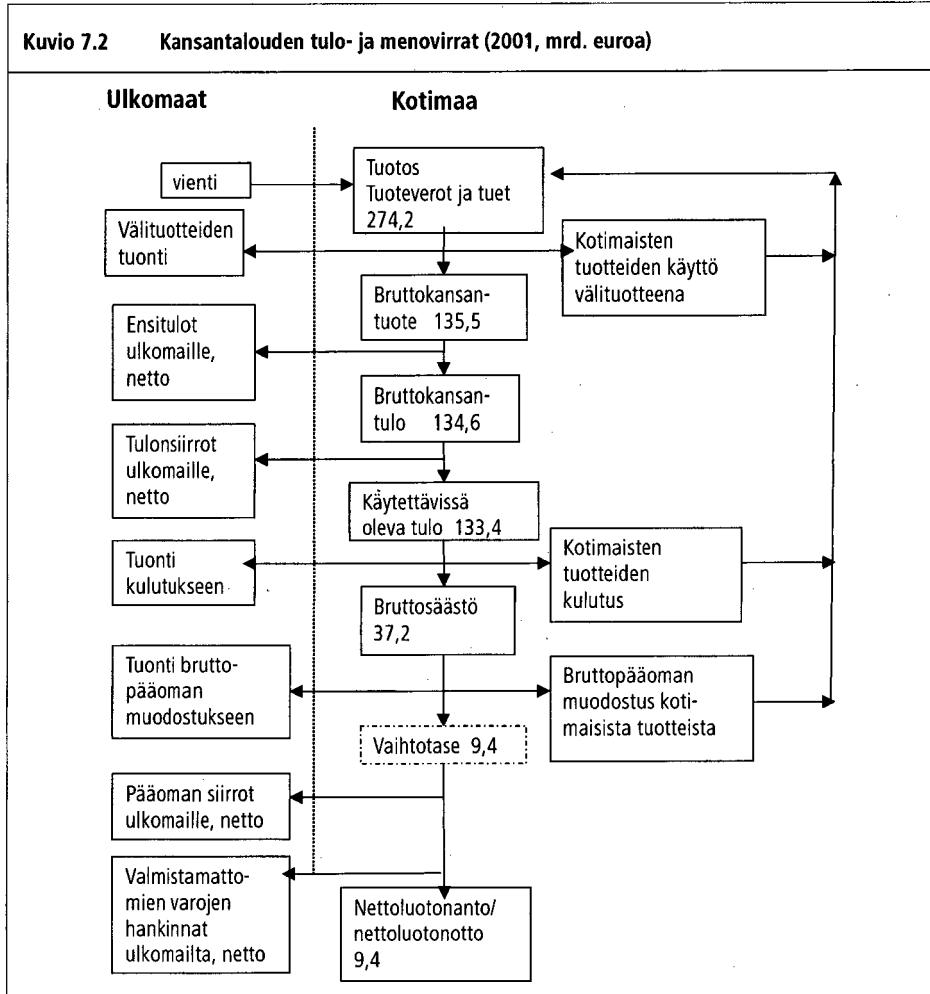 Kuvio 7.2 Kansantalouden tulo- ja menovirrat (2001, mrd. euroa)
Ulkomaat
Kotimaa
vienti
Tuotos
Tuoteverot ja tuet
274,2
Välituotteiden
tuonti
Kotimaisten
tuotteiden käyttö
välituotteena
Bruttokansan-
tuote 135,5
Ensitulot
ulkomaille,
netto
Bruttokansan-
tulo 134,6
Tulonsiirrot
ulkomaille,
netto
Käytettävissä
oleva tulo 133,4
Tuonti
kulutukseen
Kotimaisten
tuotteiden
kulutus
Bruttosäästö
37,2
Tuonti brutto-
pääoman
muodostukseen
Bruttopääoman
muodostus koti-
maisista tuotteista
Vaihtotase 9,4
Pääoman siirrot
ulkomaille, netto
Valmistamatto-
mien varojen
hankinnat
ulkomailta, netto
Nettoluotonanto/
nettoluotonotto
9,4